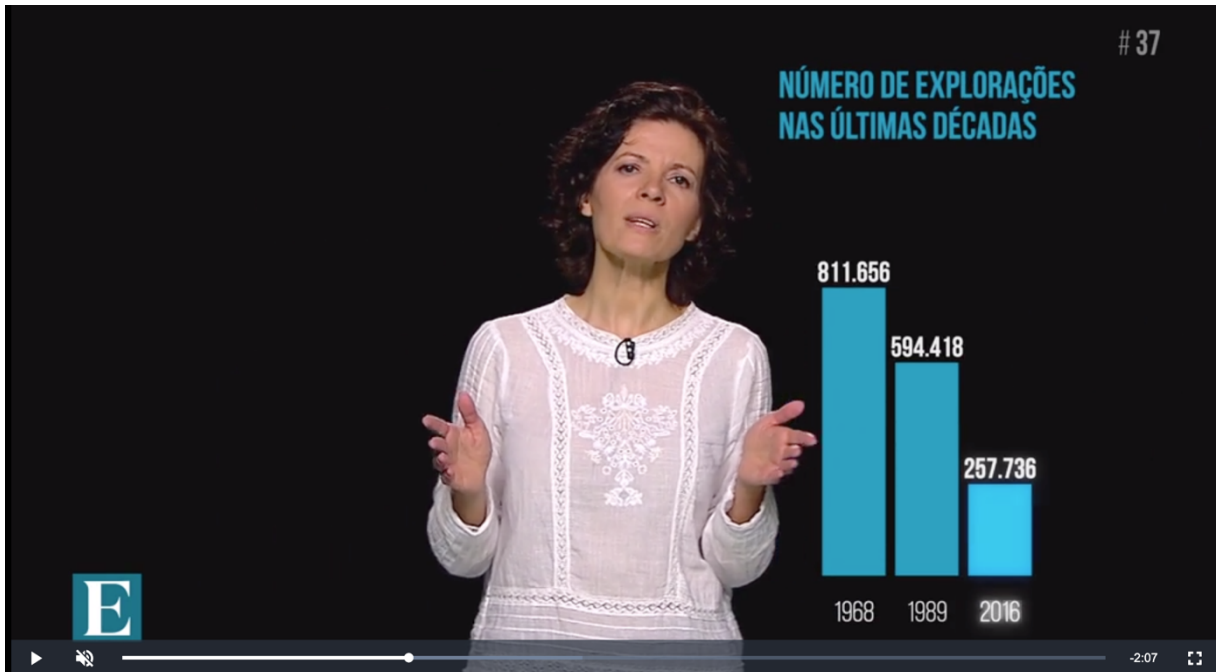 # 37
NÚMERO DE EXPLORAÇÕES
NAS ÚLTIMAS DÉCADAS
811.656
594.418
257.736
1968 1989 2016
E
-2:07